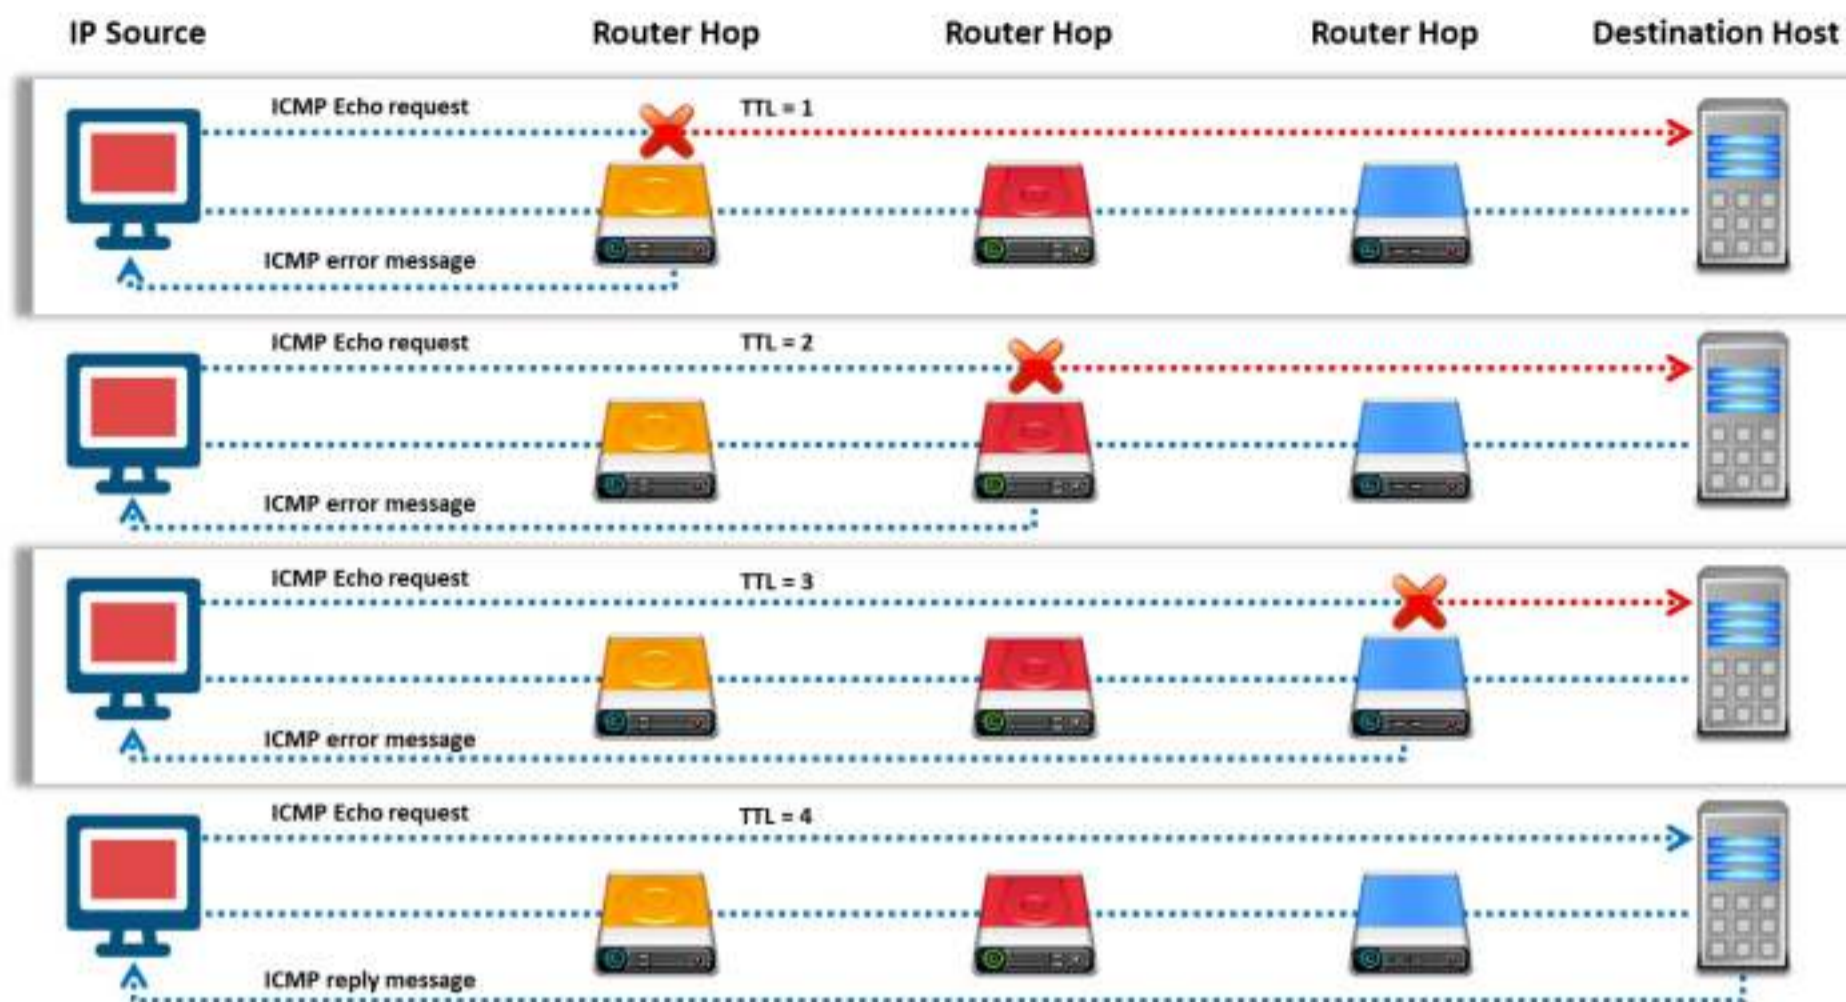 IP Source Router Hop Router Hop Router Hop Destination Host
ICMP Echo request TTL = 1
ICMP error message
ICMP Echo request TTL = 2
ICMP error message
ICMP Echo request TTL = 3
ICMP error message
ICMP Echo request TTL = 4
ICMP reply message